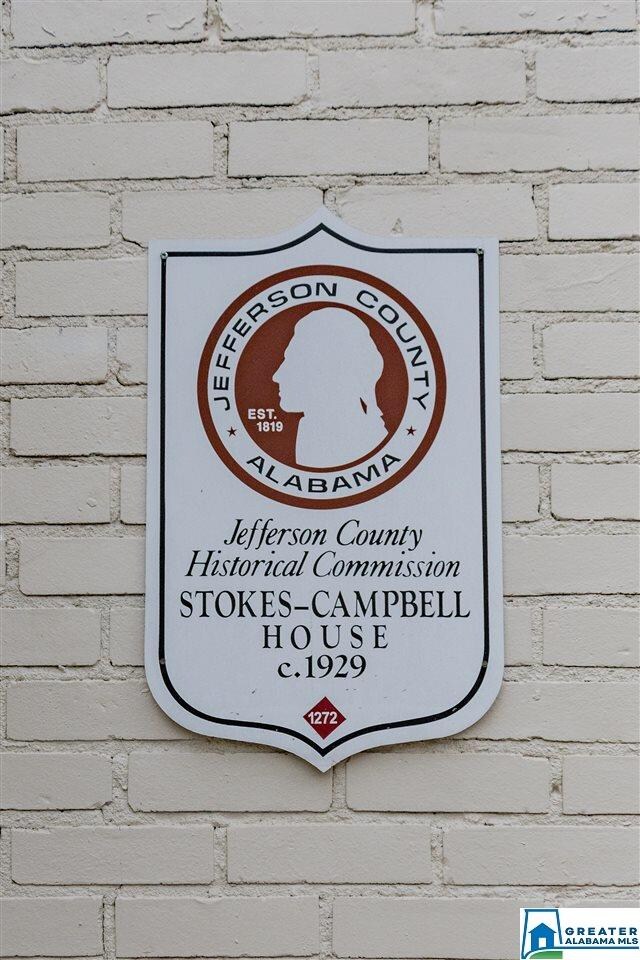 JEFFERSON COUNTY
EST.
1819
ALABAMA
Jefferson County
Historical Commission
STOKES–CAMPBELL
HOUSE
c.1929
1272
GREATER
ALABAMA MLS